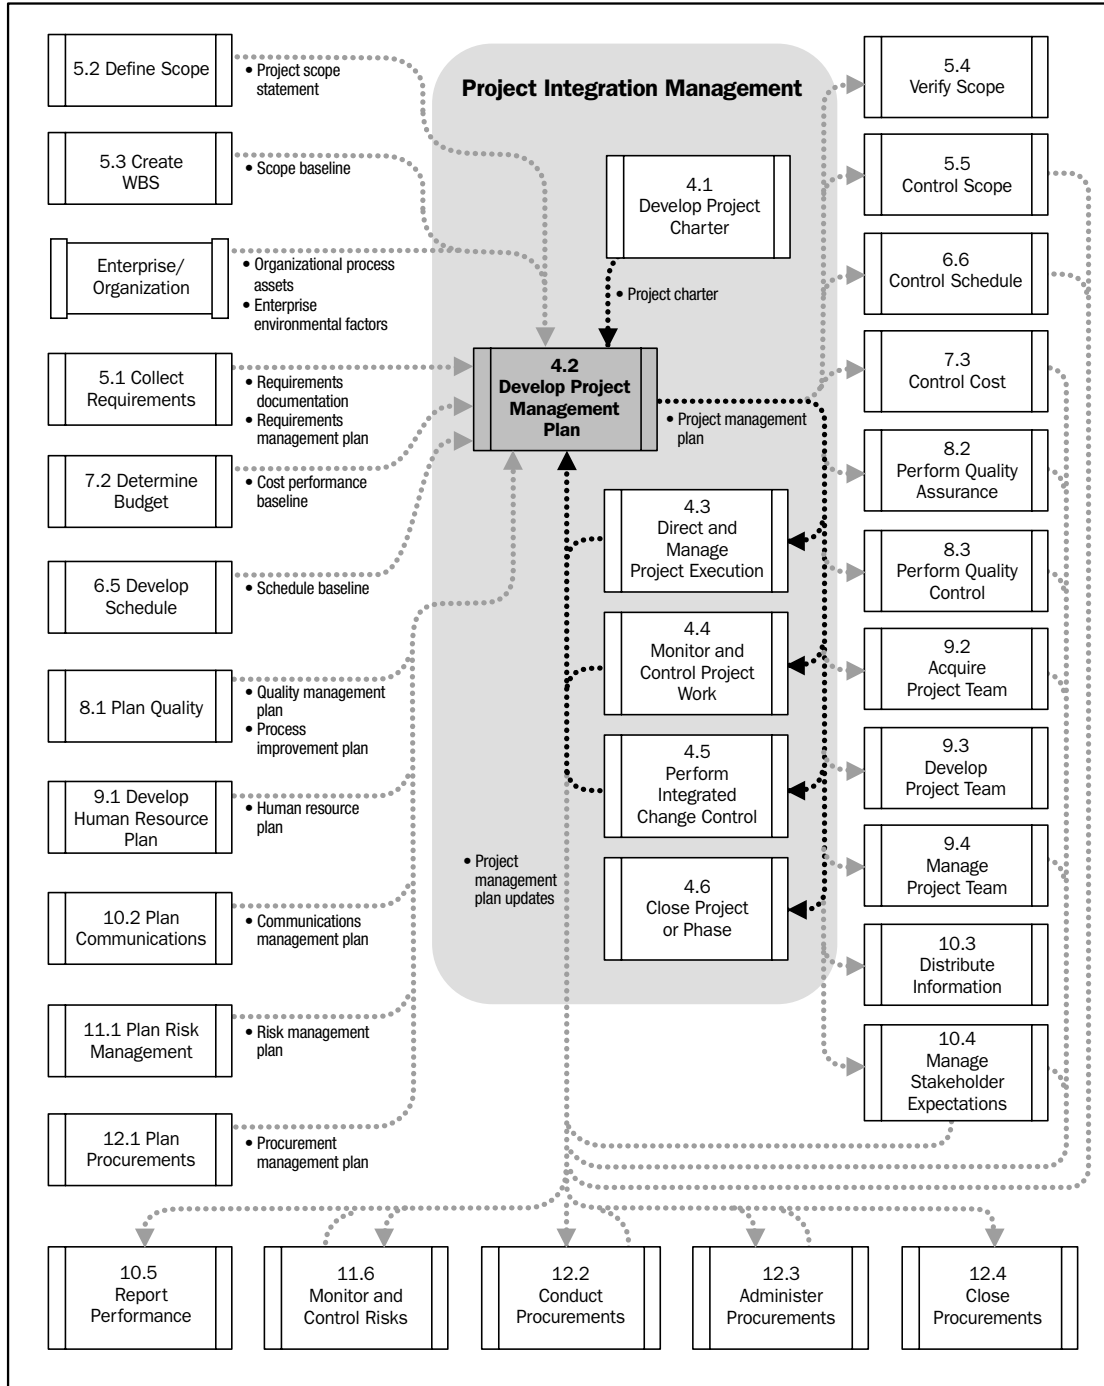 5.2 Define Scope
• Project scope
statement
5.3 Create
WBS
• Scope baseline
Enterprise/
Organization
• Organizational process
assets
• Enterprise
environmental factors
5.1 Collect
Requirements
• Requirements
documentation
• Requirements
management plan
7.2 Determine
Budget
• Cost performance
baseline
6.5 Develop
Schedule
• Schedule baseline
8.1 Plan Quality
• Quality management
plan
• Process
improvement plan
9.1 Develop
Human Resource
Plan
• Human resource
plan
10.2 Plan
Communications
• Communications
management plan
11.1 Plan Risk
Management
• Risk management
plan
12.1 Plan
Procurements
• Procurement
management plan
Project Integration Management
4.1
Develop Project
Charter
• Project charter
4.2
Develop Project
Management
Plan
• Project management
plan
4.3
Direct and
Manage
Project Execution
4.4
Monitor and
Control Project
Work
4.5
Perform
Integrated
Change Control
• Project
management
plan updates
4.6
Close Project
or Phase
5.4
Verify Scope
5.5
Control Scope
6.6
Control Schedule
7.3
Control Cost
8.2
Perform Quality
Assurance
8.3
Perform Quality
Control
9.2
Acquire
Project Team
9.3
Develop
Project Team
9.4
Manage
Project Team
10.3
Distribute
Information
10.4
Manage
Stakeholder
Expectations
10.5
Report
Performance
11.6
Monitor and
Control Risks
12.2
Conduct
Procurements
12.3
Administer
Procurements
12.4
Close
Procurements